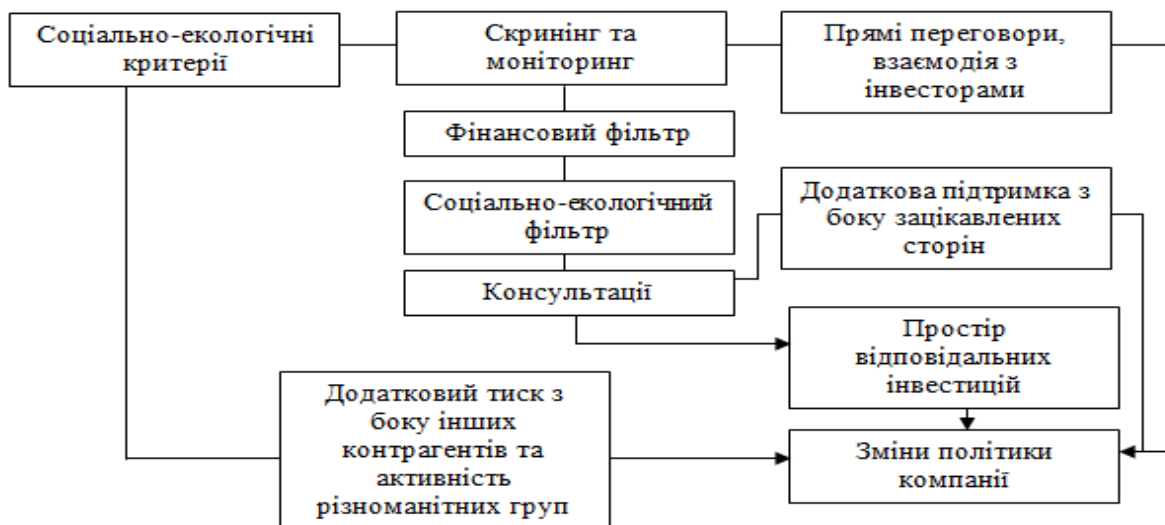 Соціально-екологічні
критерії
Скринінг та
моніторинг
Прямі переговори,
взаємодія з
інвесторами
Фінансовий фільтр
Соціально-екологічний
фільтр
Додаткова підтримка з
боку зацікавлених
сторін
Консультації
Простір
відповідальних
інвестицій
Додатковий тиск з
боку інших
контрагентів та
активність
різноманітних груп
Зміни політики
компанії